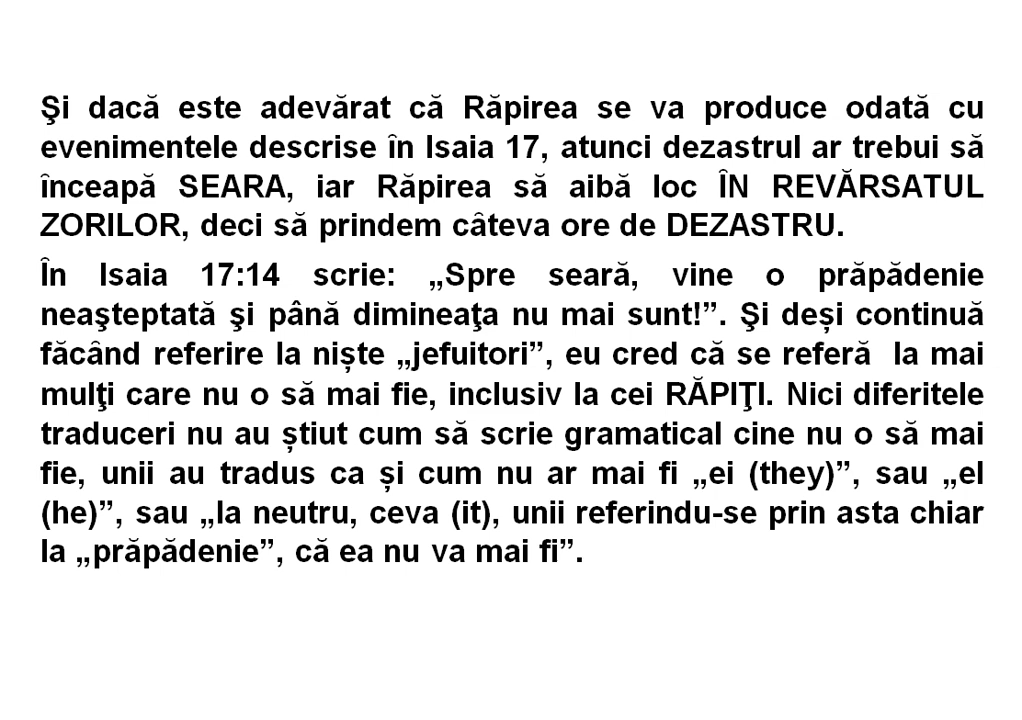 Şi dacă este adevărat că Răpirea se va produce odată cu
evenimentele descrise în Isaia 17, atunci dezastrul ar trebui să
înceapă SEARA, iar Răpirea să aibă loc ÎN REVĂRSATUL
ZORILOR, deci să prindem câteva ore de DEZASTRU.
În Isaia 17:14 scrie: „Spre seară, vine o prăpădenie
neaşteptată şi până dimineaţa nu mai sunt!”. Şi deși continuă
făcând referire la niște „jefuitori”, eu cred că se referă la mai
mulţi care nu o să mai fie, inclusiv la cei RĂPIŢI. Nici diferitele
traduceri nu au știut cum să scrie gramatical cine nu o să mai
fie, unii au tradus ca și cum nu ar mai fi „ei (they)”, sau „el
(he)”, sau „la neutru, ceva (it), unii referindu-se prin asta chiar
la „prăpădenie”, că ea nu va mai fi”.